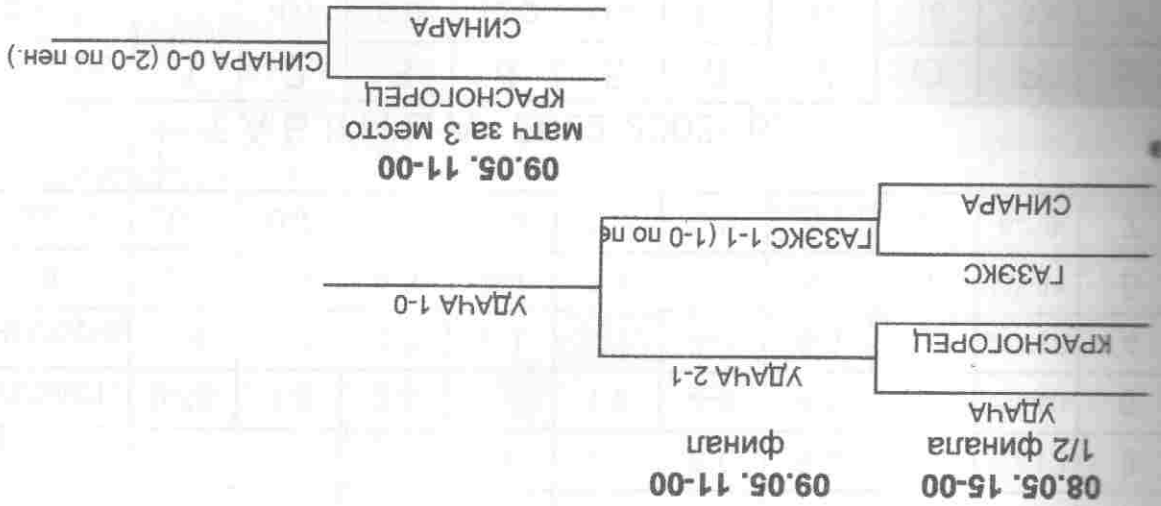 08.05. 15-00
1/2 финала
УДАЧА
КРАСНОГОРЕЦ
ГАЗЭКС
СИНАРА
09.05. 11-00
финал
УДАЧА 2-1
ГАЗЭКС 1-1 (1-0 по пе
УДАЧА 1-0
09.05. 11-00
матч за 3 место
КРАСНОГОРЕЦ
СИНАРА
СИНАРА 0-0 (2-0 по пен.)